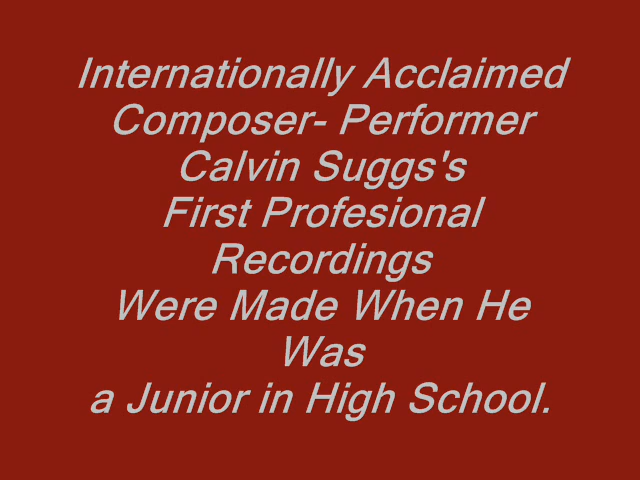 Internationally Acclaimed
Composer- Performer
Calvin Suggs's
First Profesional
Recordings
Were Made When He
Was
a Junior in High School.